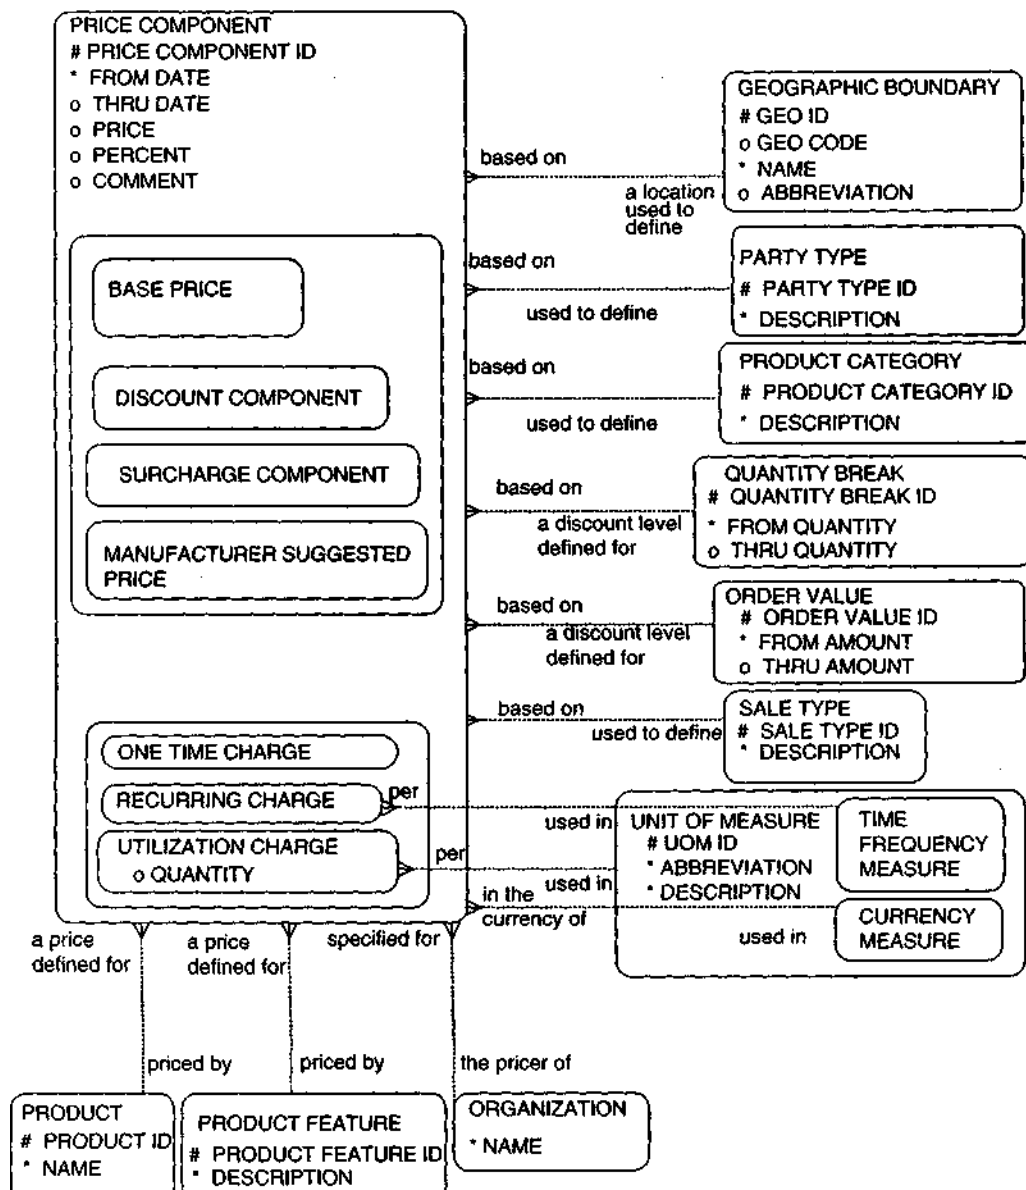 PRICE COMPONENT
# PRICE COMPONENT ID
* FROM DATE
o THRU DATE
o PRICE
o PERCENT
o COMMENT
BASE PRICE
DISCOUNT COMPONENT
SURCHARGE COMPONENT
MANUFACTURER SUGGESTED
PRICE
ONE TIME CHARGE
RECURRING CHARGE
UTILIZATION CHARGE
o QUANTITY
based on
a location
used to
define
GEOGRAPHIC BOUNDARY
# GEO ID
o GEO CODE
* NAME
o ABBREVIATION
based on
used to define
PARTY TYPE
# PARTY TYPE ID
* DESCRIPTION
based on
used to define
PRODUCT CATEGORY
# PRODUCT CATEGORY ID
* DESCRIPTION
based on
a discount level
defined for
QUANTITY BREAK
# QUANTITY BREAK ID
* FROM QUANTITY
o THRU QUANTITY
based on
a discount level
defined for
ORDER VALUE
# ORDER VALUE ID
* FROM AMOUNT
o THRU AMOUNT
based on
used to define
SALE TYPE
# SALE TYPE ID
* DESCRIPTION
per
used in
per
used in
in the
currency of
used in
UNIT OF MEASURE
# UOM ID
* ABBREVIATION
* DESCRIPTION
TIME
FREQUENCY
MEASURE
CURRENCY
MEASURE
a price
defined for
a price
defined for
specified for
priced by
priced by
the pricer of
PRODUCT
# PRODUCT ID
* NAME
PRODUCT FEATURE
# PRODUCT FEATURE ID
* DESCRIPTION
ORGANIZATION
* NAME